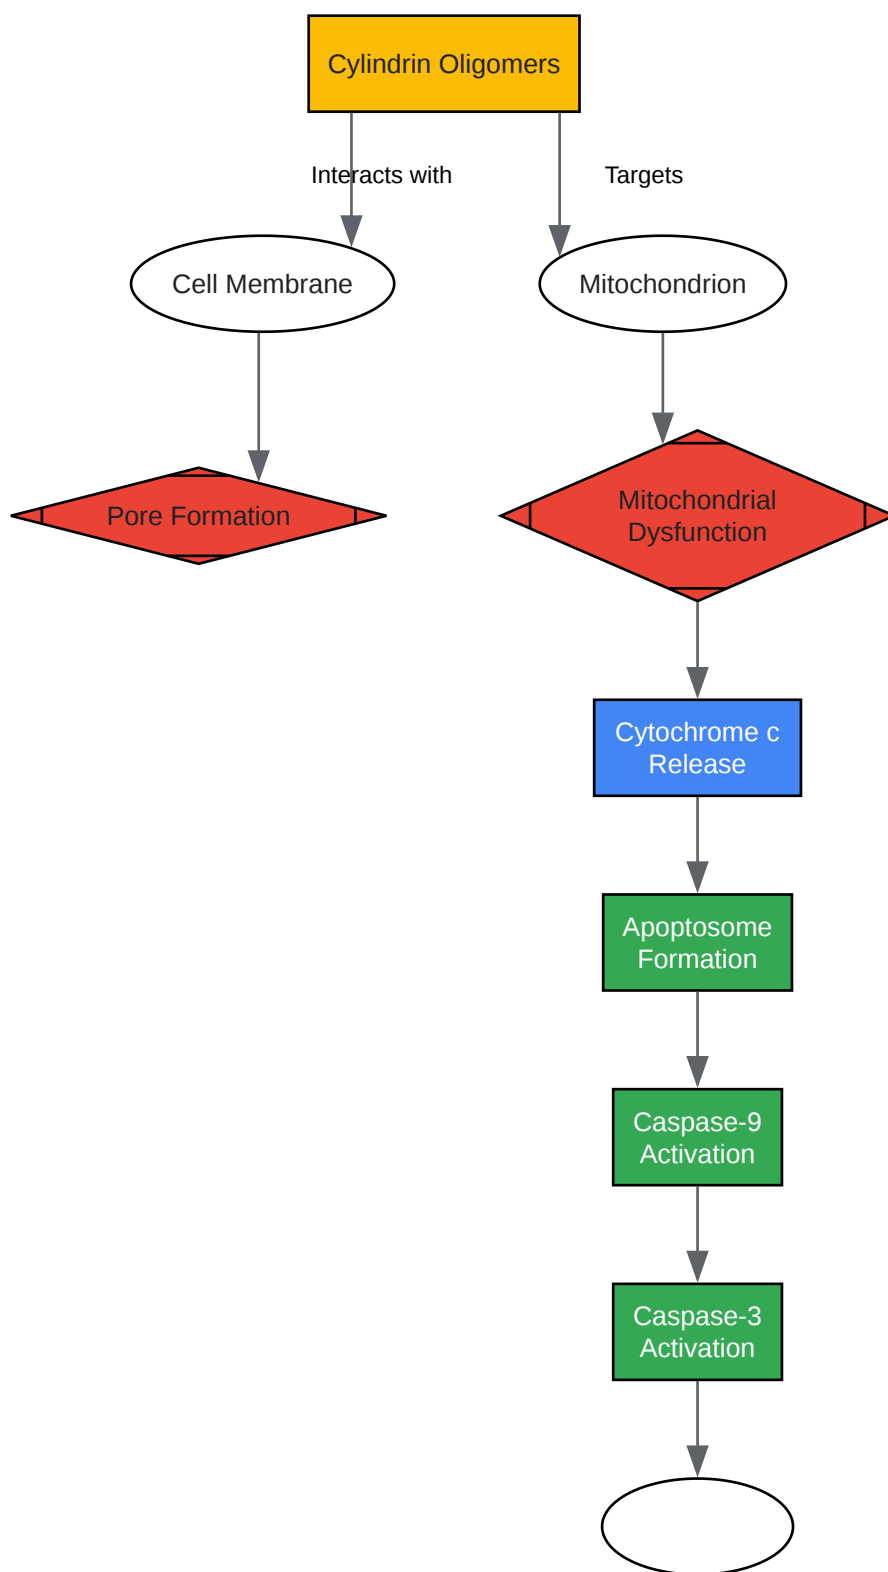 Cylindrin Oligomers
Interacts with
Targets
Cell Membrane
Mitochondrion
Pore Formation
Mitochondrial
Dysfunction
Cytochrome c
Release
Apoptosome
Formation
Caspase-9
Activation
Caspase-3
Activation